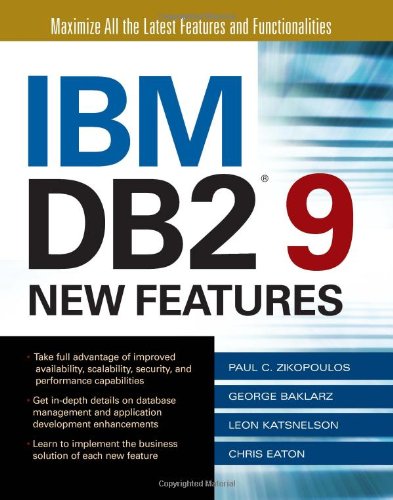 Maximize All the Latest Features and Functionalities
IBM
DB2® 9
NEW FEATURES
• Take full advantage of improved
availability, scalability, security, and
performance capabilities
• Get in-depth details on database
management and application
development enhancements
• Learn to implement the business
solution of each new feature
PAUL C. ZIKOPOULOS
GEORGE BAKLARZ
LEON KATSNELSON
CHRIS EATON
Copyrighted Material